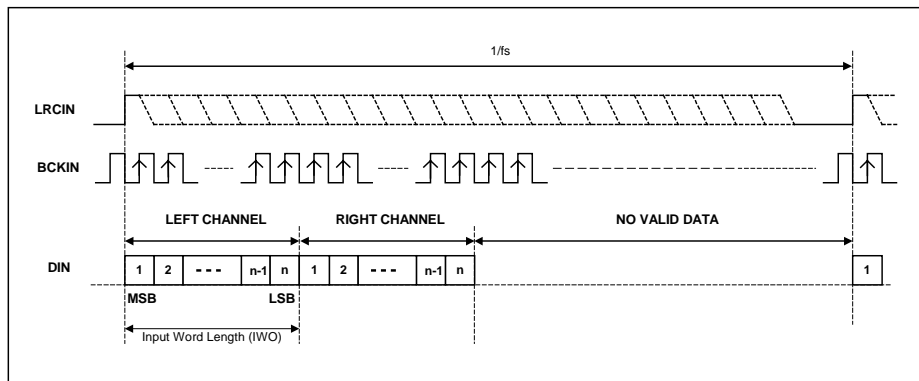 1/fs
LRCIN
BCKIN
LEFT CHANNEL RIGHT CHANNEL NO VALID DATA
DIN 1 2 n-1 n 1 2 n-1 n 1
MSB LSB
Input Word Length (IWO)